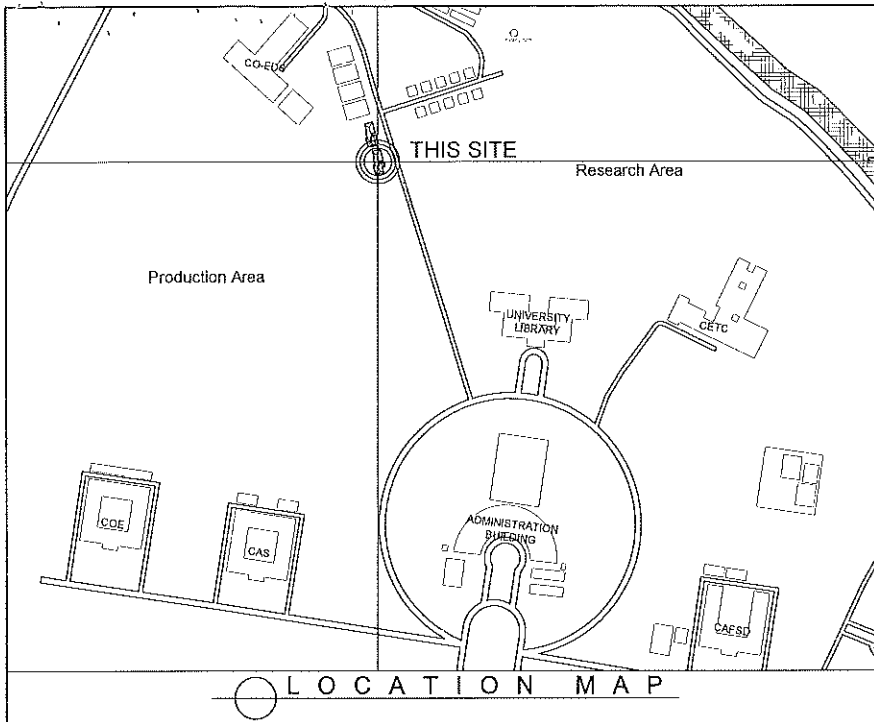 CO-EDS
THIS SITE
Research Area
Production Area
UNIVERSITY
LIBRARY
CETC
COE
CAS
ADMINISTRATION
BUILDING
CAFSD
LOCATION MAP